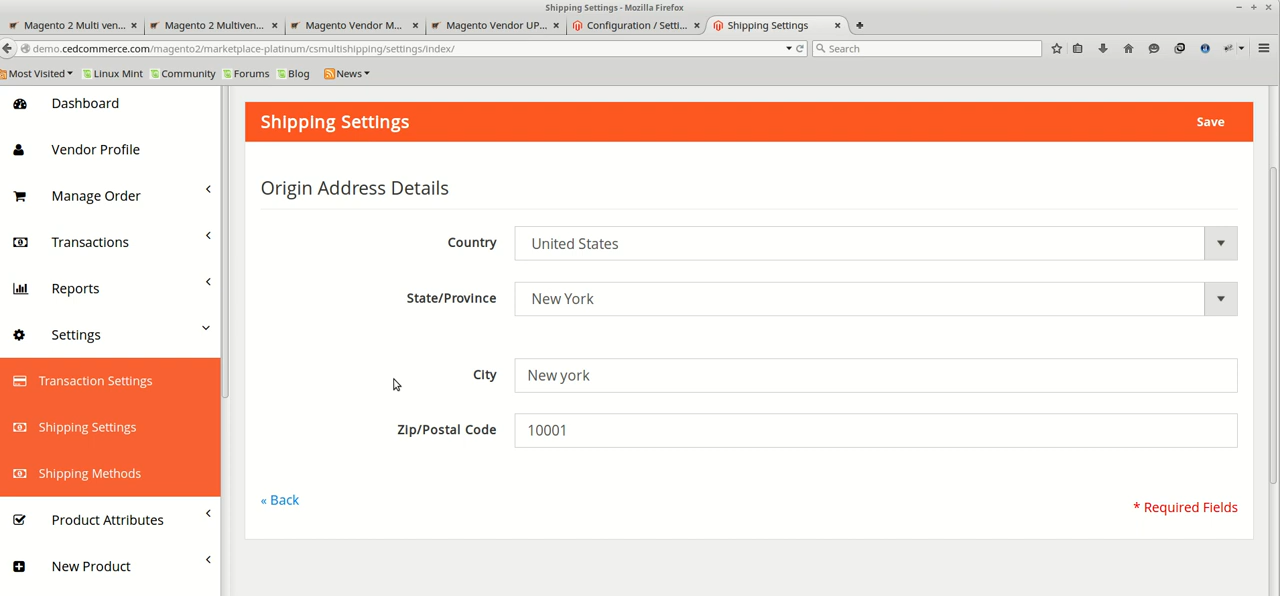 Shipping Settings - Mozilla Firefox
Magento 2 Multi ven...
Magento 2 Multiven...
Magento Vendor M...
Magento Vendor UP...
Configuration / Setti...
Shipping Settings
demo.cedcommerce.com/magento2/marketplace-platinum/csmultishipping/settings/index/
Search
Most Visited
Linux Mint
Community
Forums
Blog
News
Dashboard
Vendor Profile
Manage Order
Transactions
Reports
Settings
Transaction Settings
Shipping Settings
Shipping Methods
Product Attributes
New Product
Shipping Settings
Save
Origin Address Details
Country
United States
State/Province
New York
City
New york
Zip/Postal Code
10001
« Back
* Required Fields